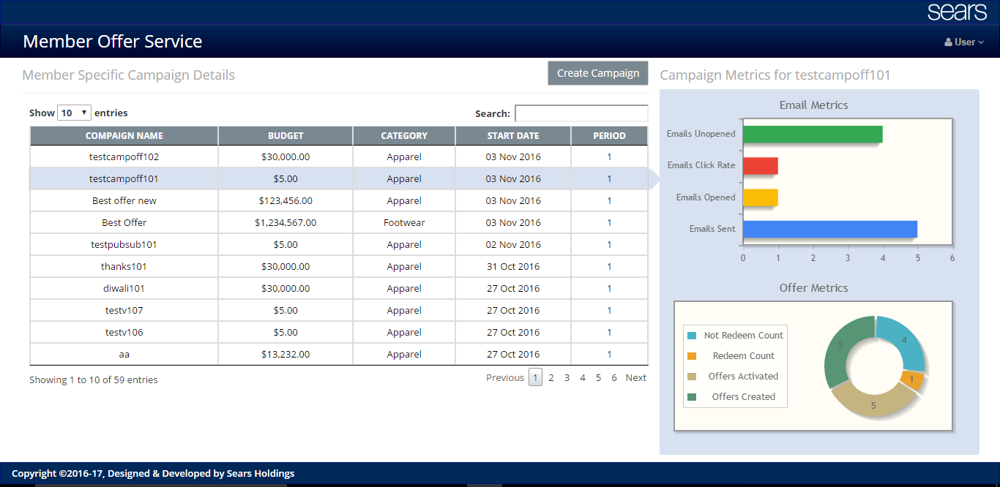 sears
Member Offer Service
User
Member Specific Campaign Details
Create Campaign
Show 10 entries
Search:
COMPAIGN NAME BUDGET CATEGORY START DATE PERIOD
testcampoff102 $30,000.00 Apparel 03 Nov 2016 1
testcampoff101 $5.00 Apparel 03 Nov 2016 1
Best offer new $123,456.00 Apparel 03 Nov 2016 1
Best Offer $1,234,567.00 Footwear 03 Nov 2016 1
testpubsub101 $5.00 Apparel 02 Nov 2016 1
thanks101 $30,000.00 Apparel 31 Oct 2016 1
diwali101 $30,000.00 Apparel 27 Oct 2016 1
testv107 $5.00 Apparel 27 Oct 2016 1
testv106 $5.00 Apparel 27 Oct 2016 1
aa $13,232.00 Apparel 27 Oct 2016 1
Showing 1 to 10 of 59 entries
Previous 1 2 3 4 5 6 Next
Campaign Metrics for testcampoff101
Email Metrics
Emails Unopened
Emails Click Rate
Emails Opened
Emails Sent
0 1 2 3 4 5 6
Offer Metrics
Not Redeem Count
Redeem Count
Offers Activated
Offers Created
5 4
1
5
Copyright ©2016-17, Designed & Developed by Sears Holdings